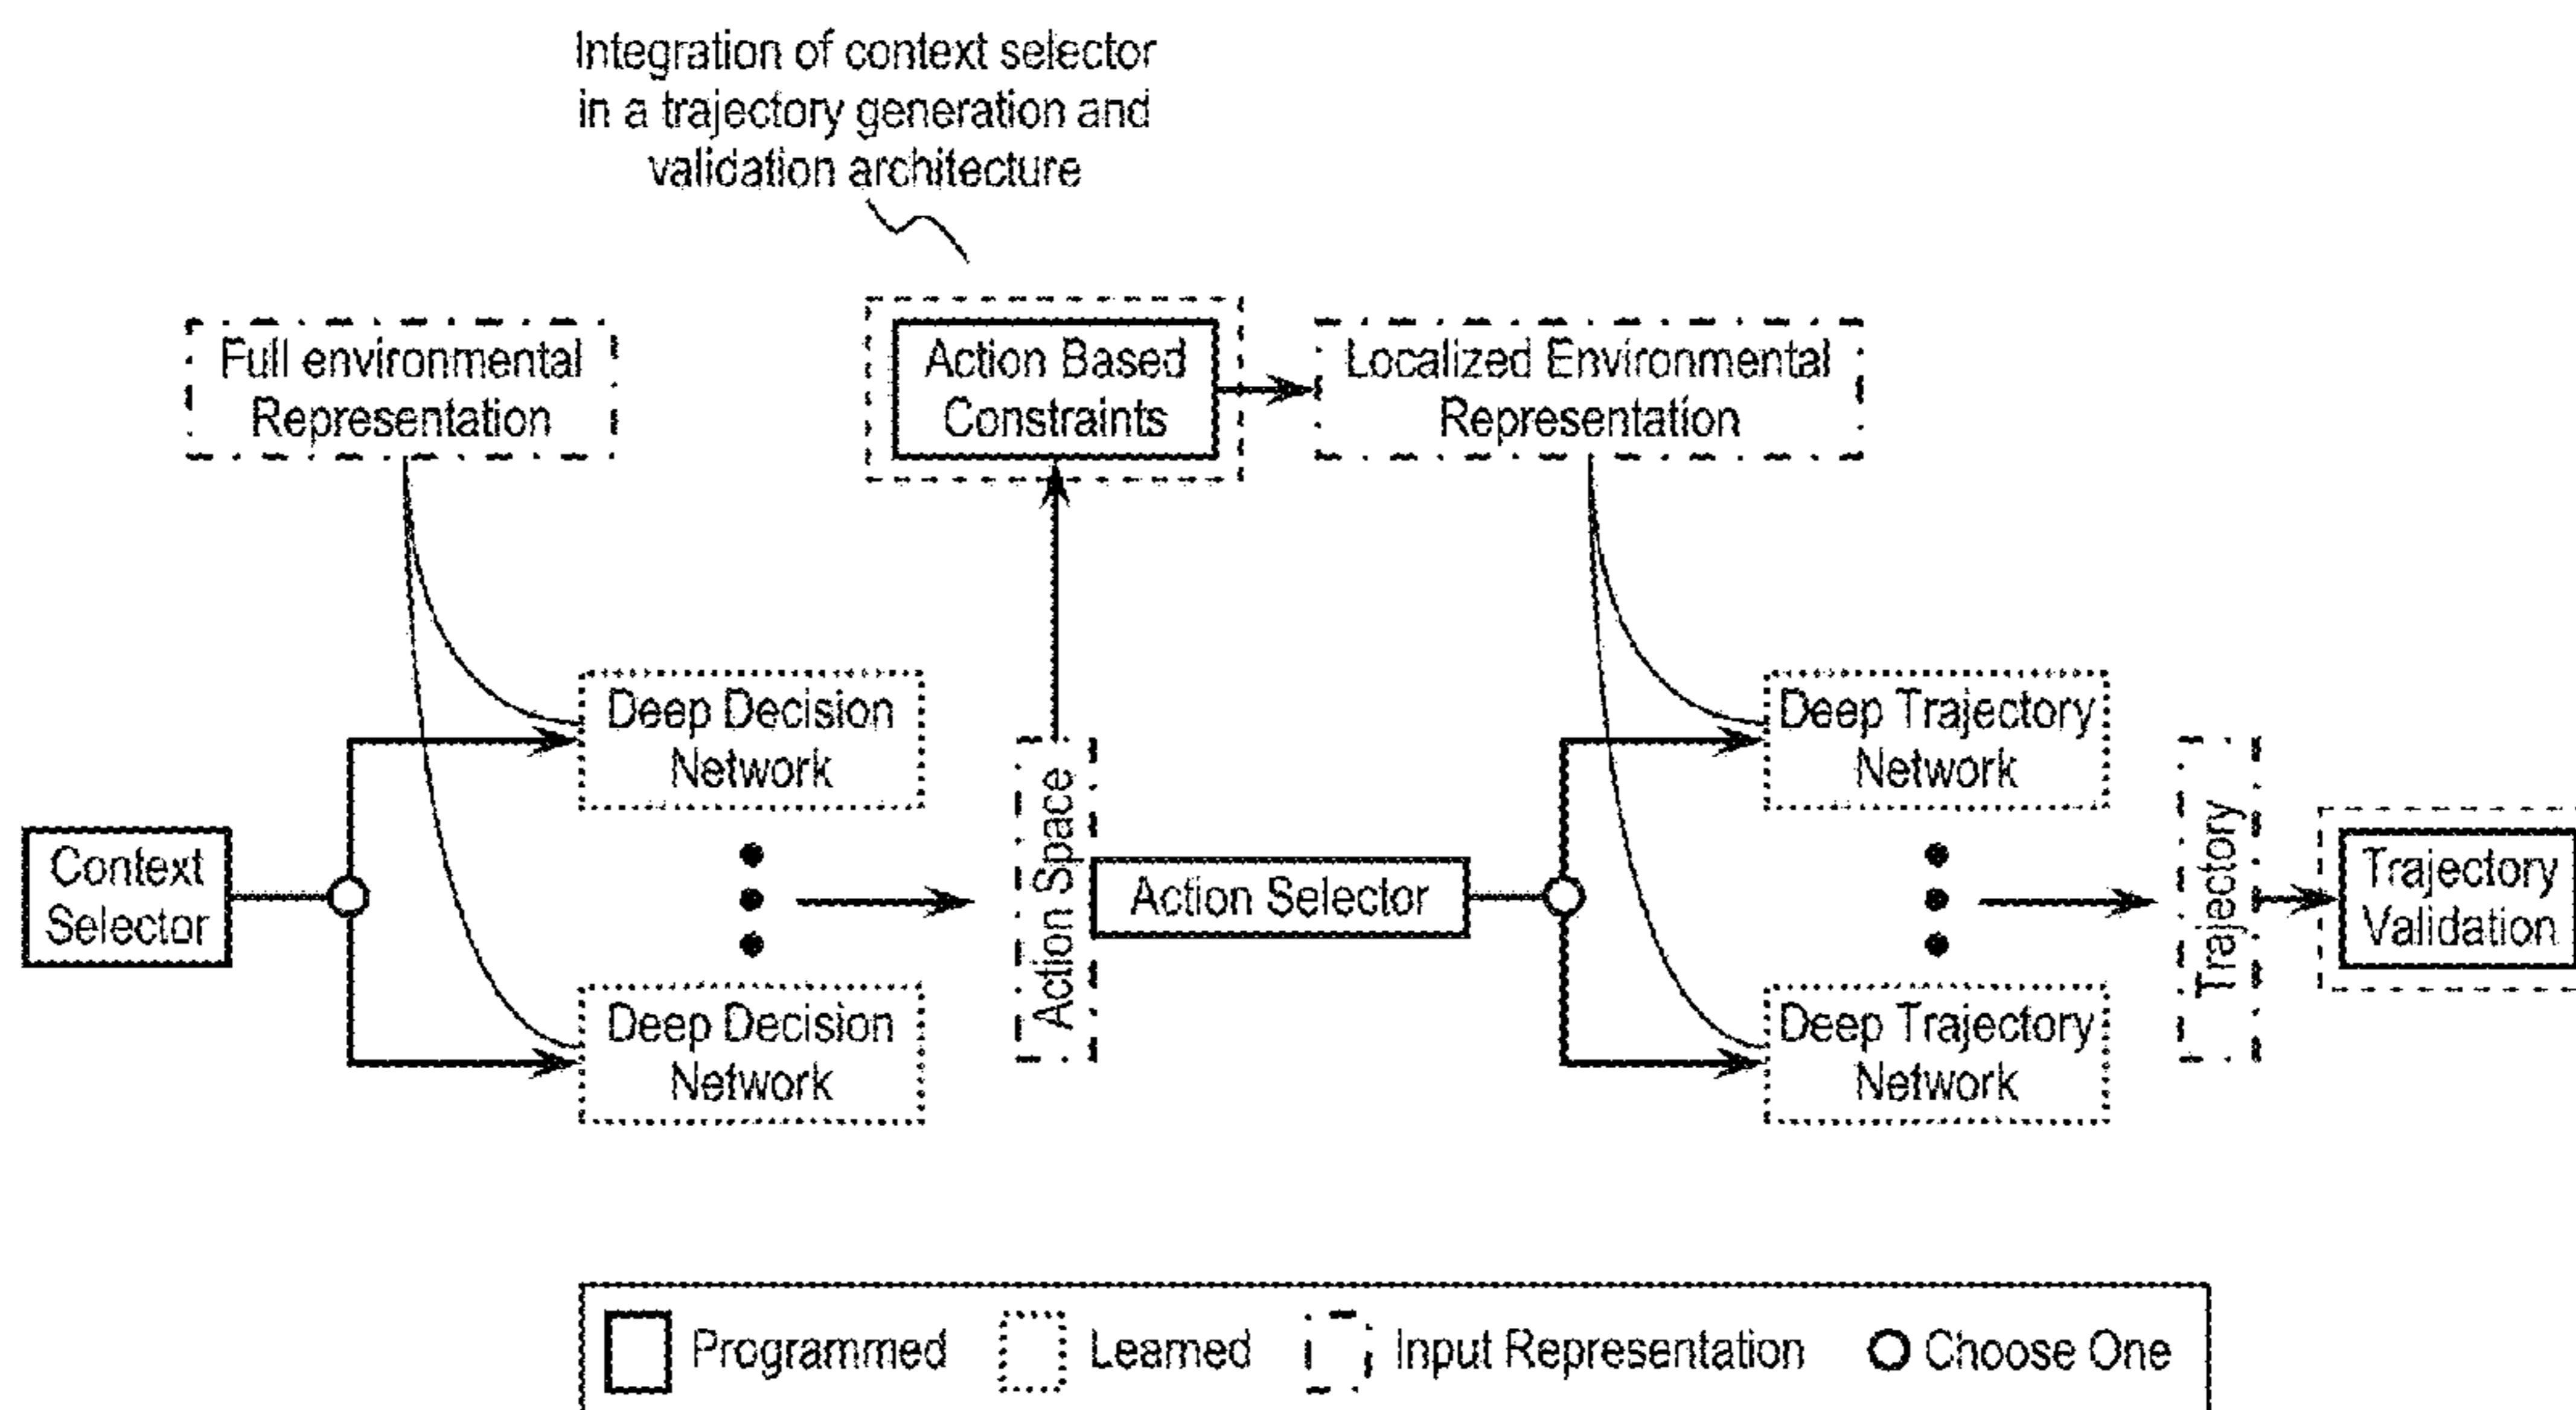 Integration of context selector
in a trajectory generation and
validation architecture
Full environmental
Representation
Action Based
Constraints
Localized Environmental
Representation
Context
Selector
Deep Decision
Network
Deep Decision
Network
Action Space
Action Selector
Deep Trajectory
Network
Deep Trajectory
Network
Trajectory
Trajectory
Validation
Programmed
Learned
Input Representation
Choose One